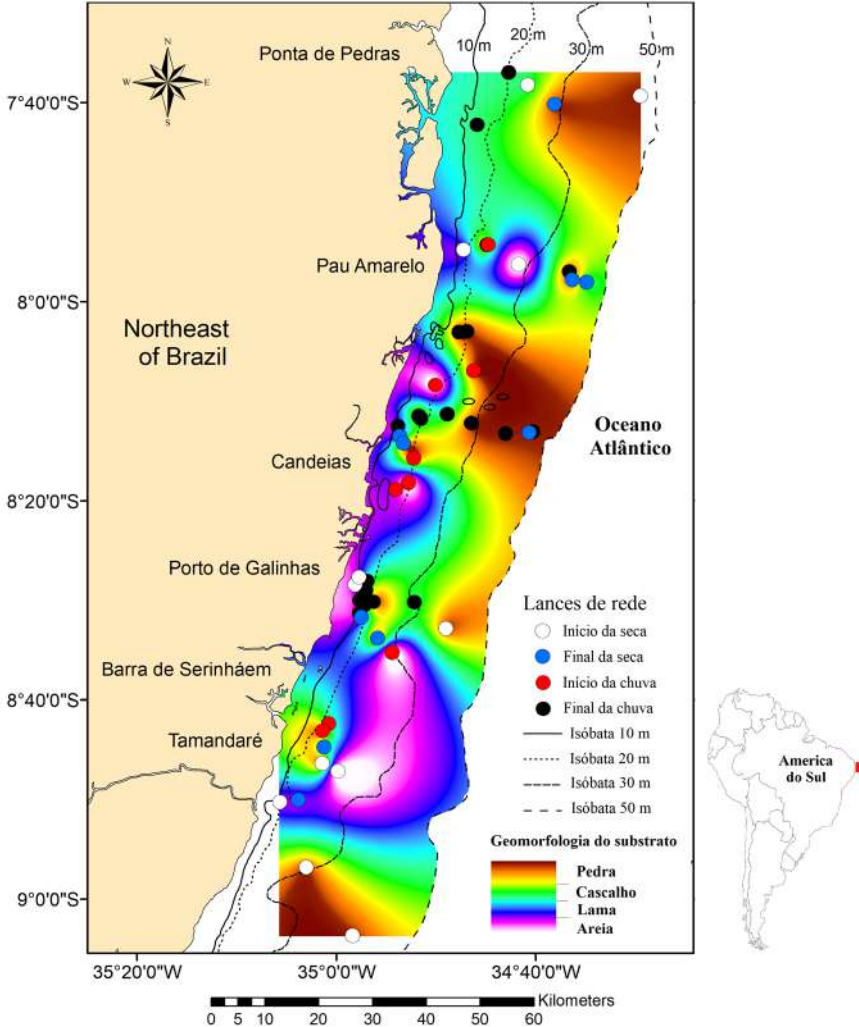 N
W E
S
Ponta de Pedras
10 m
20 m
30 m
50 m
7°40'0"S
Pau Amarelo
8°0'0"S
Northeast
of Brazil
Oceano
Atlântico
Candeias
8°20'0"S
Porto de Galinhas
Lances de rede
Início da seca
Final da seca
Início da chuva
Final da chuva
Isóbata 10 m
Isóbata 20 m
Isóbata 30 m
Isóbata 50 m
Barra de Serinháem
8°40'0"S
Tamandaré
America
do Sul
Geomorfologia do substrato
Pedra
Cascalho
Lama
Areia
9°0'0"S
35°20'0"W
35°0'0"W
34°40'0"W
Kilometers
0 5 10 20 30 40 50 60